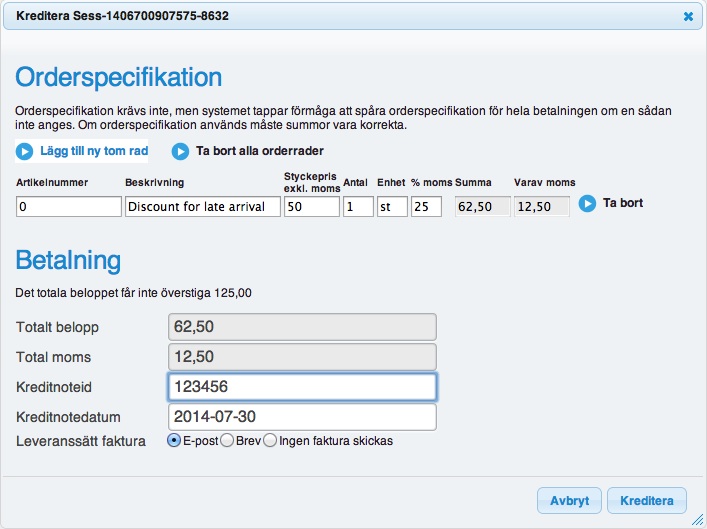 Kreditera Sess-1406700907575-8632
Orderspecifikation
Orderspecifikation krävs inte, men systemet tappar förmåga att spåra orderspecifikation för hela betalningen om en sådan
inte anges. Om orderspecifikation används måste summor vara korrekta.
Lägg till ny tom rad Ta bort alla orderrader
Artikelnummer Beskrivning Styckepris exkl. moms Antal Enhet % moms Summa Varav moms
0 Discount for late arrival 50 1 st 25 62,50 12,50 Ta bort
Betalning
Det totala beloppet får inte överstiga 125,00
Totalt belopp 62,50
Total moms 12,50
Kreditnoteid 123456
Kreditnotedatum 2014-07-30
Leveranssätt faktura E-post Brev Ingen faktura skickas
Avbryt Kreditera